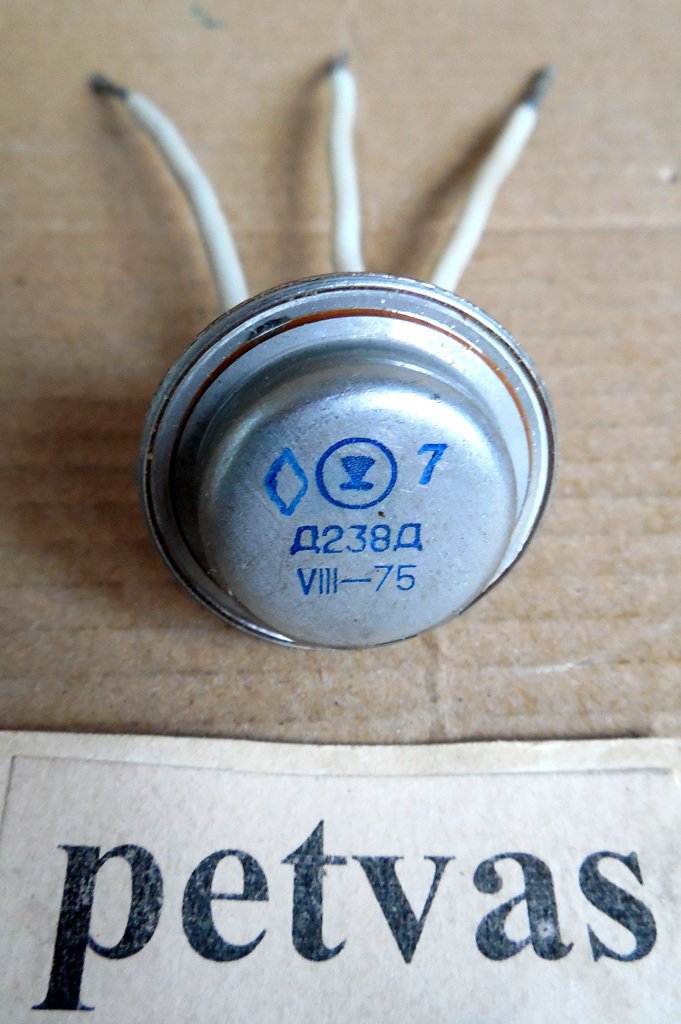 7
Д238Д
VIII—75
petvas